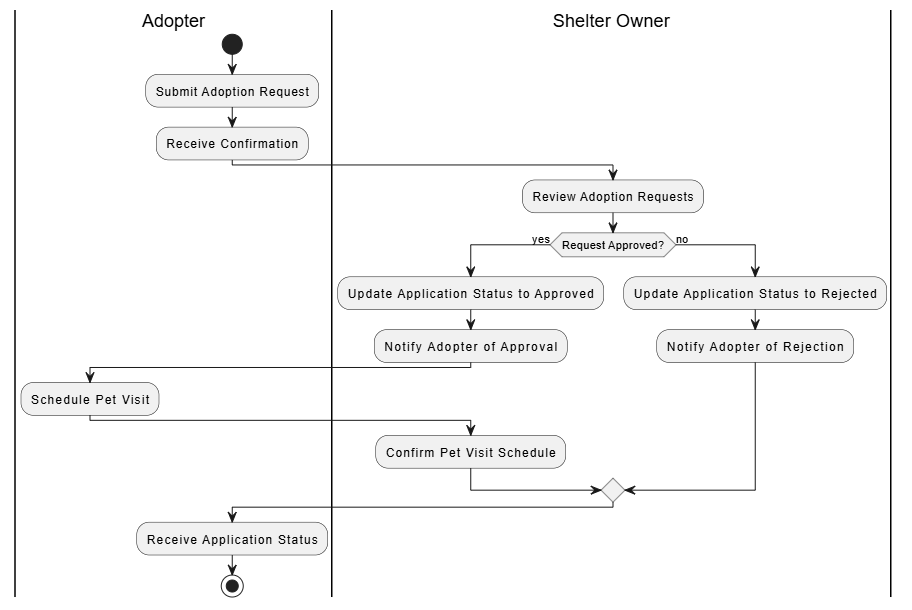 Adopter
Shelter Owner
Submit Adoption Request
Receive Confirmation
Review Adoption Requests
yes
Request Approved?
no
Update Application Status to Approved
Update Application Status to Rejected
Notify Adopter of Approval
Notify Adopter of Rejection
Schedule Pet Visit
Confirm Pet Visit Schedule
Receive Application Status